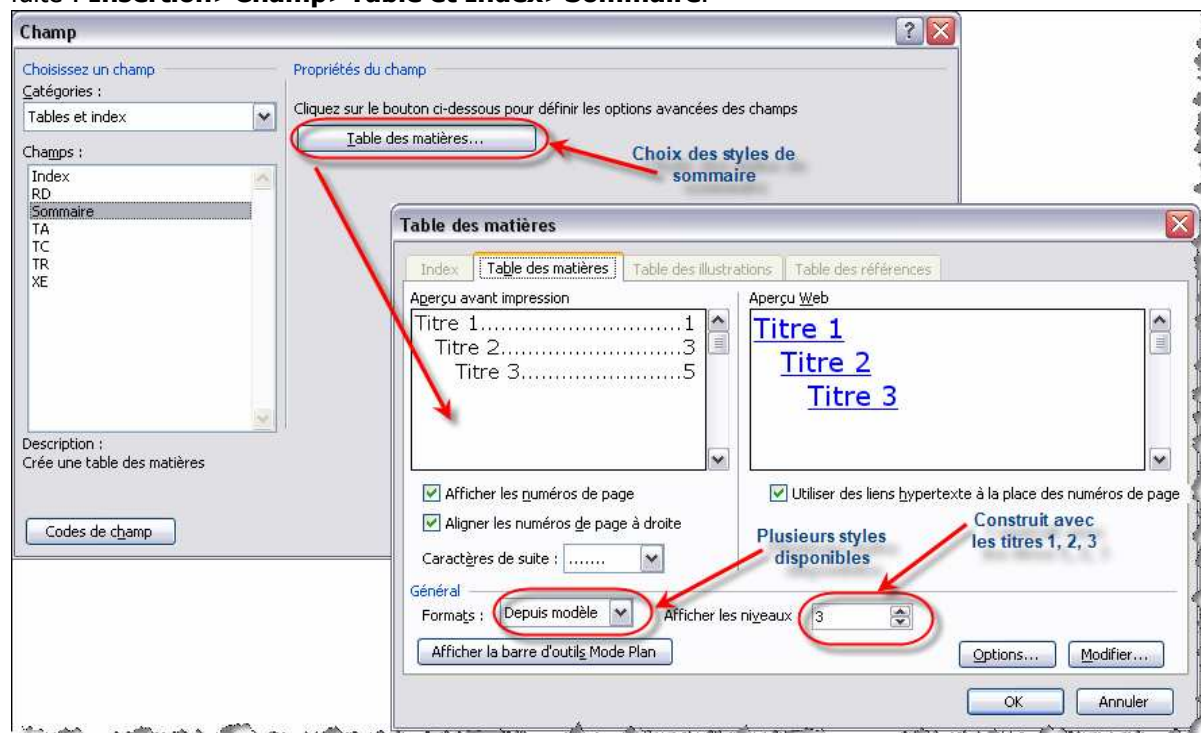 faite : Insertion> Champ> Table et Index> Sommaire.
Champ
Choisissez un champ
Catégories :
Tables et index
Champs :
Index
RD
Sommaire
TA
TC
TR
XE
Description :
Crée une table des matières
Codes de champ
Propriétés du champ
Cliquez sur le bouton ci-dessous pour définir les options avancées des champs
Table des matières...
Choix des styles de
sommaire
Table des matières
Index Table des matières Table des illustrations Table des références
Aperçu avant impression
Titre 1..............................1
Titre 2..........................3
Titre 3.......................5
Aperçu Web
Titre 1
Titre 2
Titre 3
Afficher les numéros de page
Utiliser des liens hypertexte à la place des numéros de page
Aligner les numéros de page à droite
Caractères de suite : .......
Plusieurs styles
disponibles
Construit avec
les titres 1, 2, 3
Général
Formats : Depuis modèle Afficher les niveaux 3
Afficher la barre d'outils Mode Plan
Options... Modifier...
OK Annuler